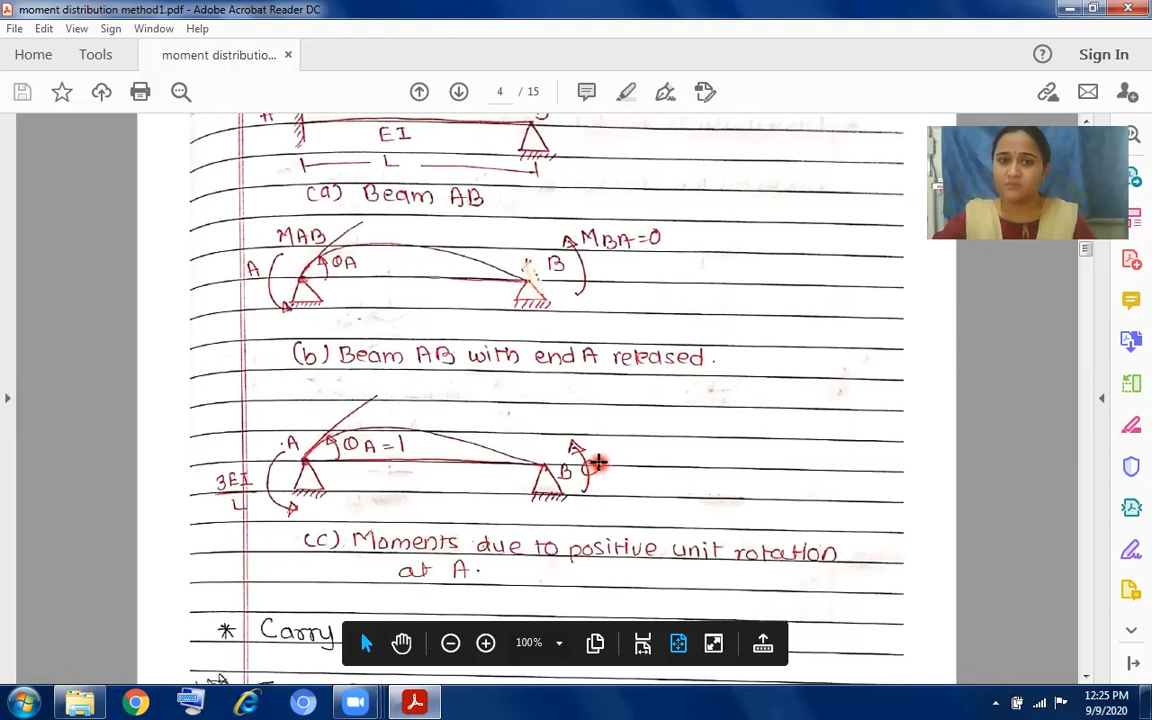 moment distribution method1.pdf - Adobe Acrobat Reader DC
File Edit View Sign Window Help
Home Tools moment distributio... × Sign In
4 / 15
EI
L
(a) Beam AB
MAB
A θA B MBA=0
(b) Beam AB with end A released.
A θA=1 B
3EI
L
(c) Moments due to positive unit rotation
at A.
* Carry
100%
12:25 PM
9/9/2020